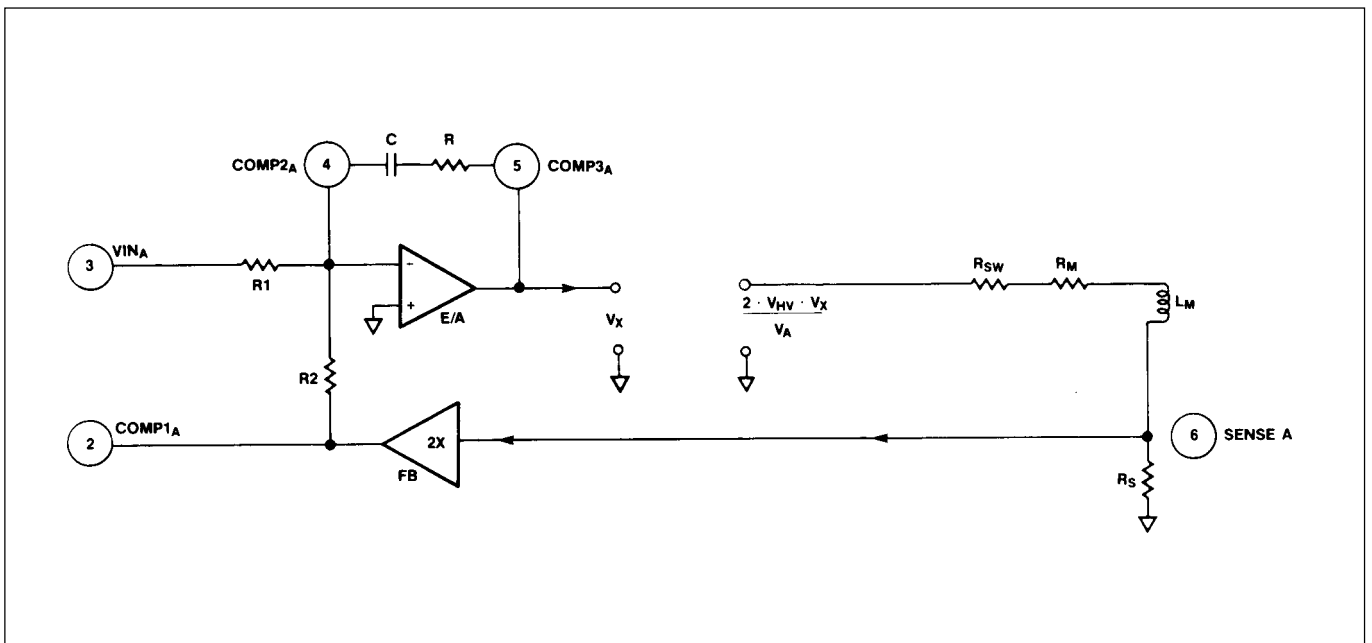 C
R
COMP2A
4
5
COMP3A
3
VINA
R1
−
+
E/A
VX
RSW
RM
LM
2 · VHV · VX
VA
R2
2
COMP1A
2X
FB
6
SENSE A
RS